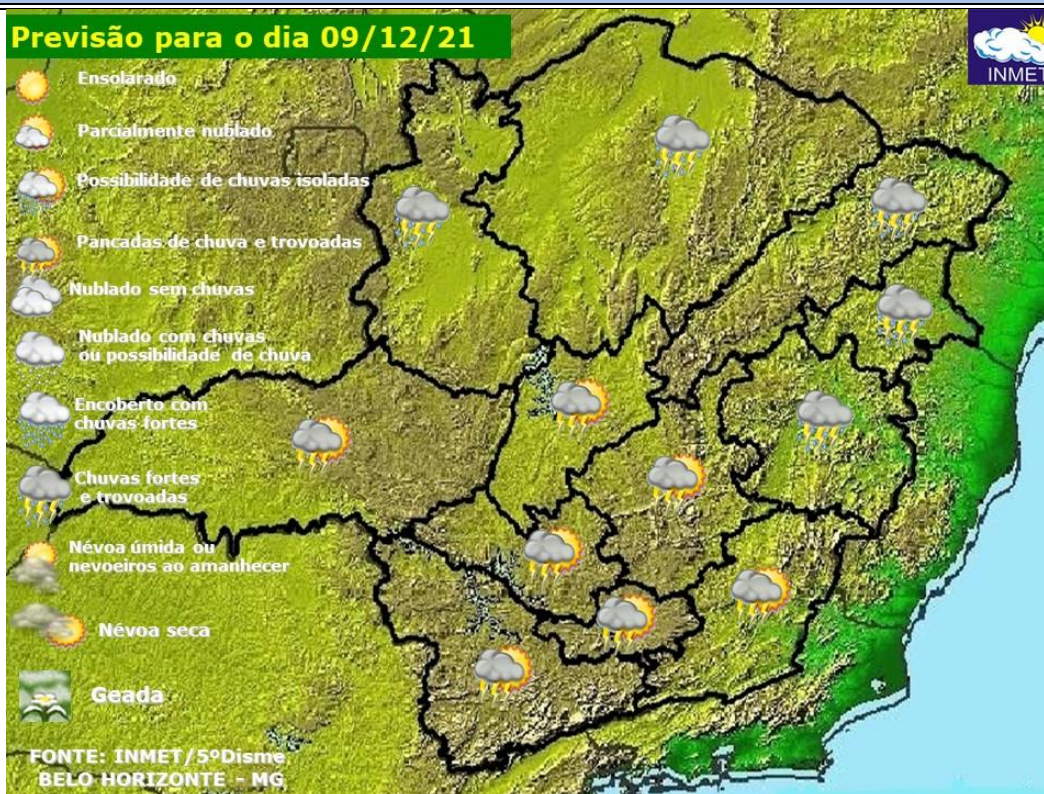 Previsão para o dia 09/12/21
INMET
Ensolarado
Parcialmente nublado
Possibilidade de chuvas isoladas
Pancadas de chuva e trovoadas
Nublado sem chuvas
Nublado com chuvas
ou possibilidade de chuva
Encoberto com
chuvas fortes
Chuvas fortes
e trovoadas
Névoa úmida ou
nevoeiros ao amanhecer
Névoa seca
Geada
FONTE: INMET/5ºDisme
BELO HORIZONTE - MG